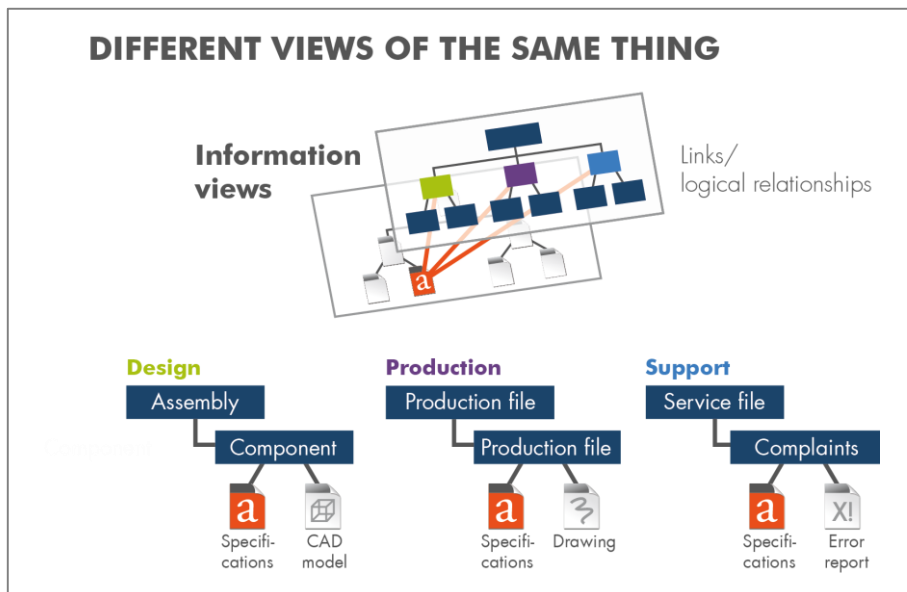 DIFFERENT VIEWS OF THE SAME THING
Information
views
Links/
logical relationships
a
Design
Assembly
Component
a
Specifi-
cations
CAD
model
Production
Production file
Production file
a
Specifi-
cations
Drawing
Support
Service file
Complaints
a
Specifi-
cations
X!
Error
report